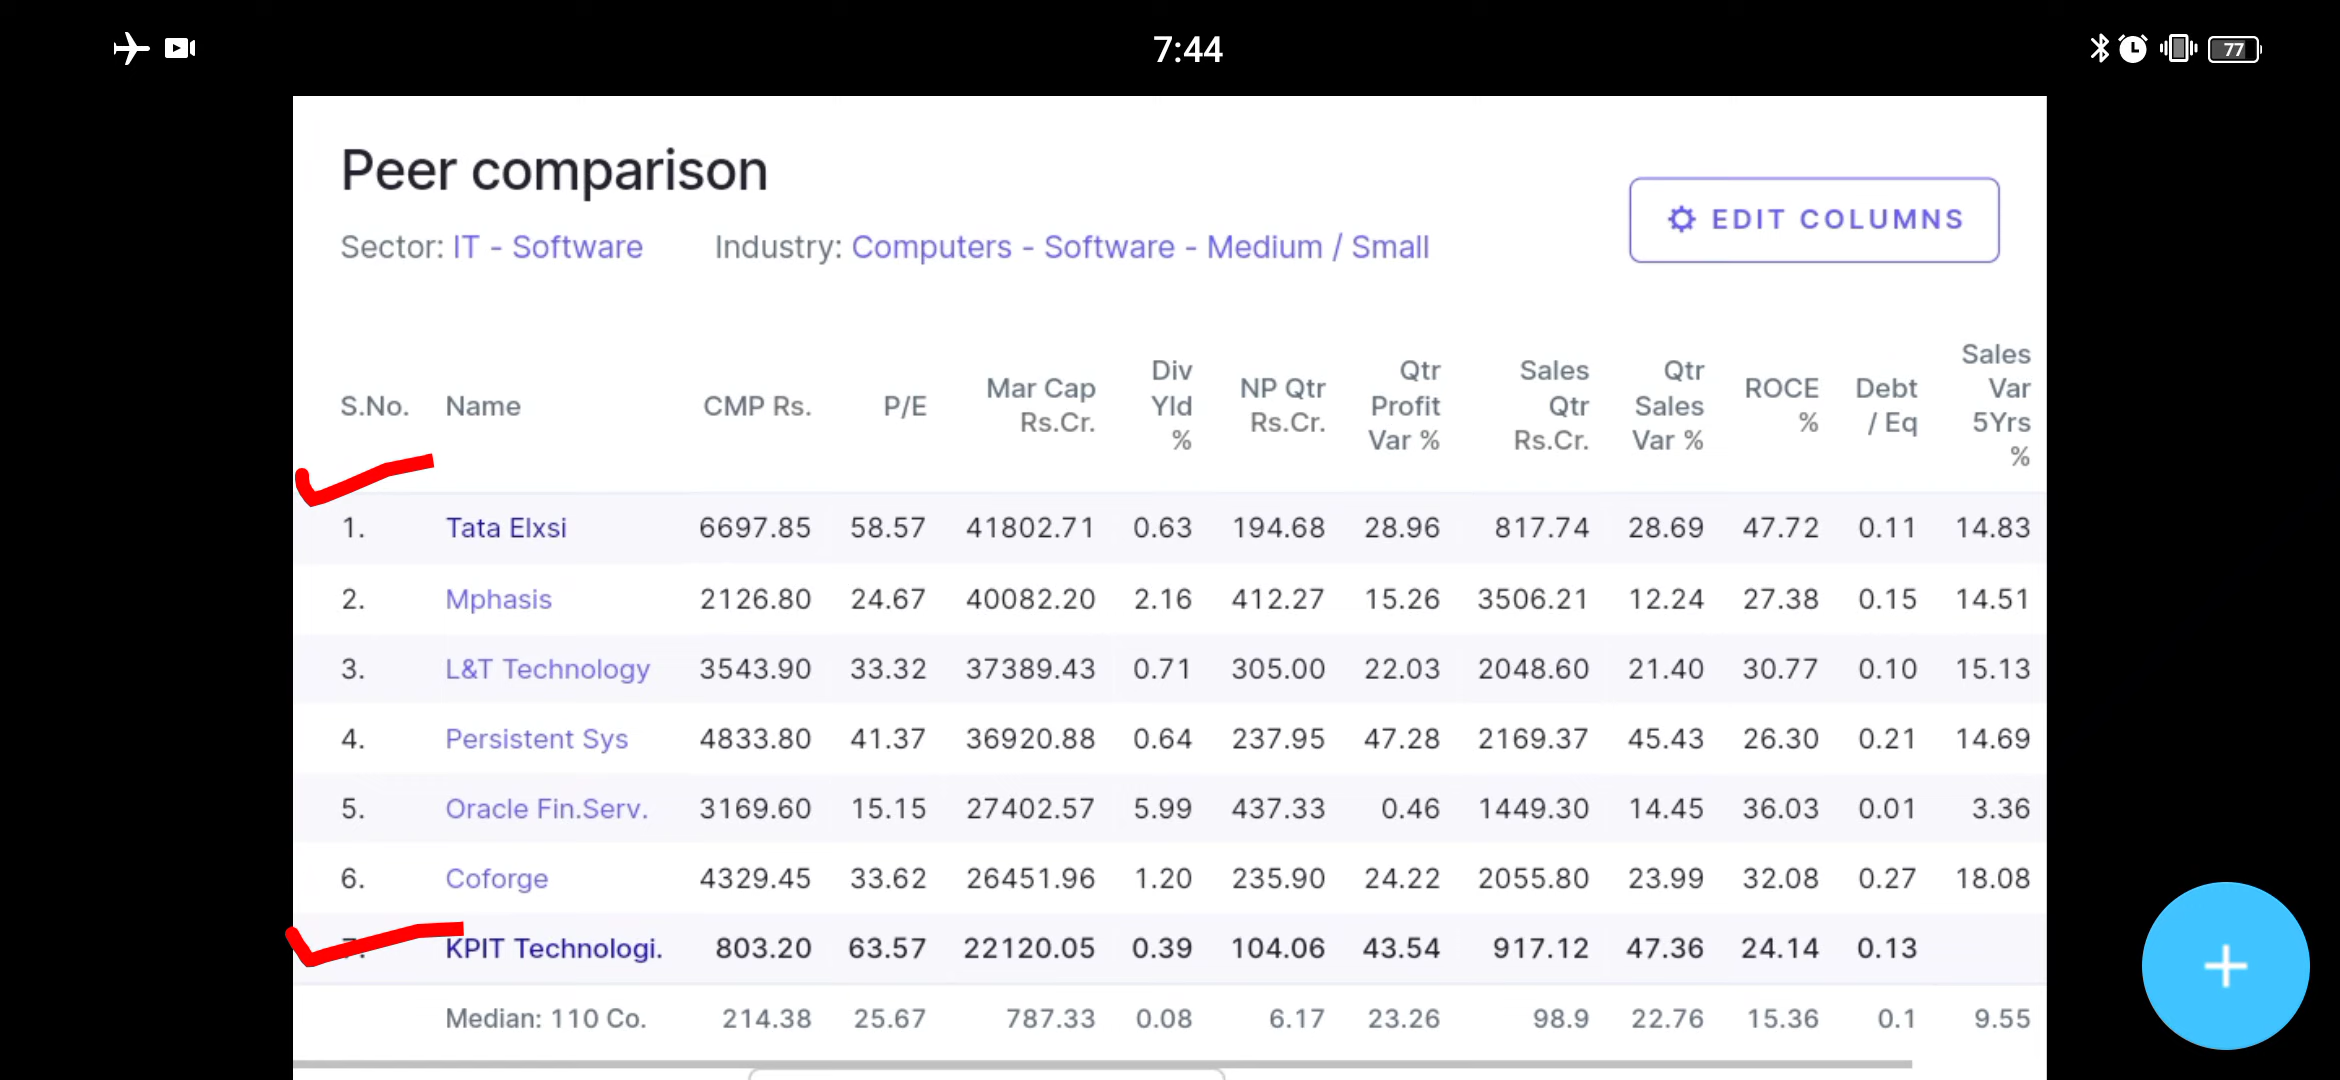 7:44
77
Peer comparison
EDIT COLUMNS
Sector: IT - Software Industry: Computers - Software - Medium / Small
S.No. Name CMP Rs. P/E Mar Cap Rs.Cr. Div Yld % NP Qtr Rs.Cr. Qtr Profit Var % Sales Qtr Rs.Cr. Qtr Sales Var % ROCE % Debt / Eq Sales Var 5Yrs %
1. Tata Elxsi 6697.85 58.57 41802.71 0.63 194.68 28.96 817.74 28.69 47.72 0.11 14.83
2. Mphasis 2126.80 24.67 40082.20 2.16 412.27 15.26 3506.21 12.24 27.38 0.15 14.51
3. L&T Technology 3543.90 33.32 37389.43 0.71 305.00 22.03 2048.60 21.40 30.77 0.10 15.13
4. Persistent Sys 4833.80 41.37 36920.88 0.64 237.95 47.28 2169.37 45.43 26.30 0.21 14.69
5. Oracle Fin.Serv. 3169.60 15.15 27402.57 5.99 437.33 0.46 1449.30 14.45 36.03 0.01 3.36
6. Coforge 4329.45 33.62 26451.96 1.20 235.90 24.22 2055.80 23.99 32.08 0.27 18.08
7. KPIT Technologi. 803.20 63.57 22120.05 0.39 104.06 43.54 917.12 47.36 24.14 0.13
Median: 110 Co. 214.38 25.67 787.33 0.08 6.17 23.26 98.9 22.76 15.36 0.1 9.55